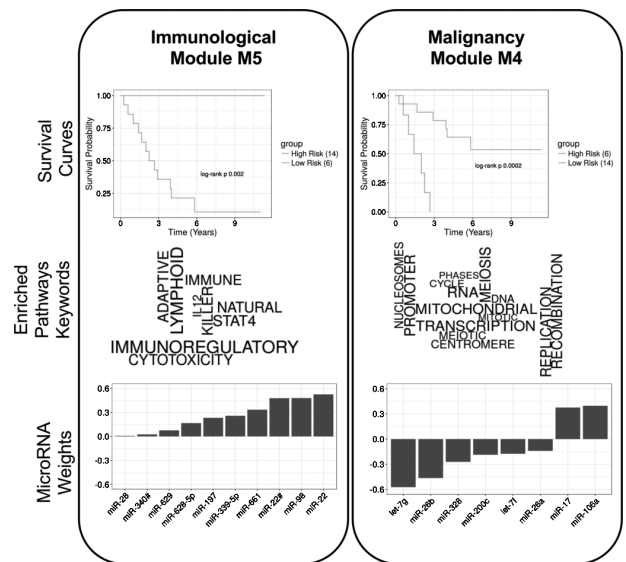 Immunological
Module M5
Malignancy
Module M4
Survival
Curves
Survival Probability
1.00
0.75
0.50
0.25
0 3 6 9
Time (Years)
log-rank p 0.002
group
High Risk (14)
Low Risk (6)
Survival Probability
1.00
0.75
0.50
0.25
0.00
0 3 6 9
Time (Years)
log-rank p 0.0002
group
High Risk (6)
Low Risk (14)
Enriched
Pathways
Keywords
ADAPTIVE
LYMPHOID
IMMUNE
IL12
KILLER
NATURAL
STAT4
IMMUNOREGULATORY
CYTOTOXICITY
NUCLEOSOMES
PROMOTER
PHASES
CYCLE
RNA
MEIOSIS
DNA
MITOCHONDRIAL
MITOTIC
TRANSCRIPTION
MEIOTIC
CENTROMERE
REPLICATION
RECOMBINATION
MicroRNA
Weights
0.6
0.3
0.0
-0.3
-0.6
miR-28
miR-340#
miR-629
miR-628-5p
miR-197
miR-339-5p
miR-661
miR-22#
miR-98
miR-22
0.6
0.3
0.0
-0.3
-0.6
let-7g
miR-26b
miR-328
miR-200c
let-7f
miR-26a
miR-17
miR-106a